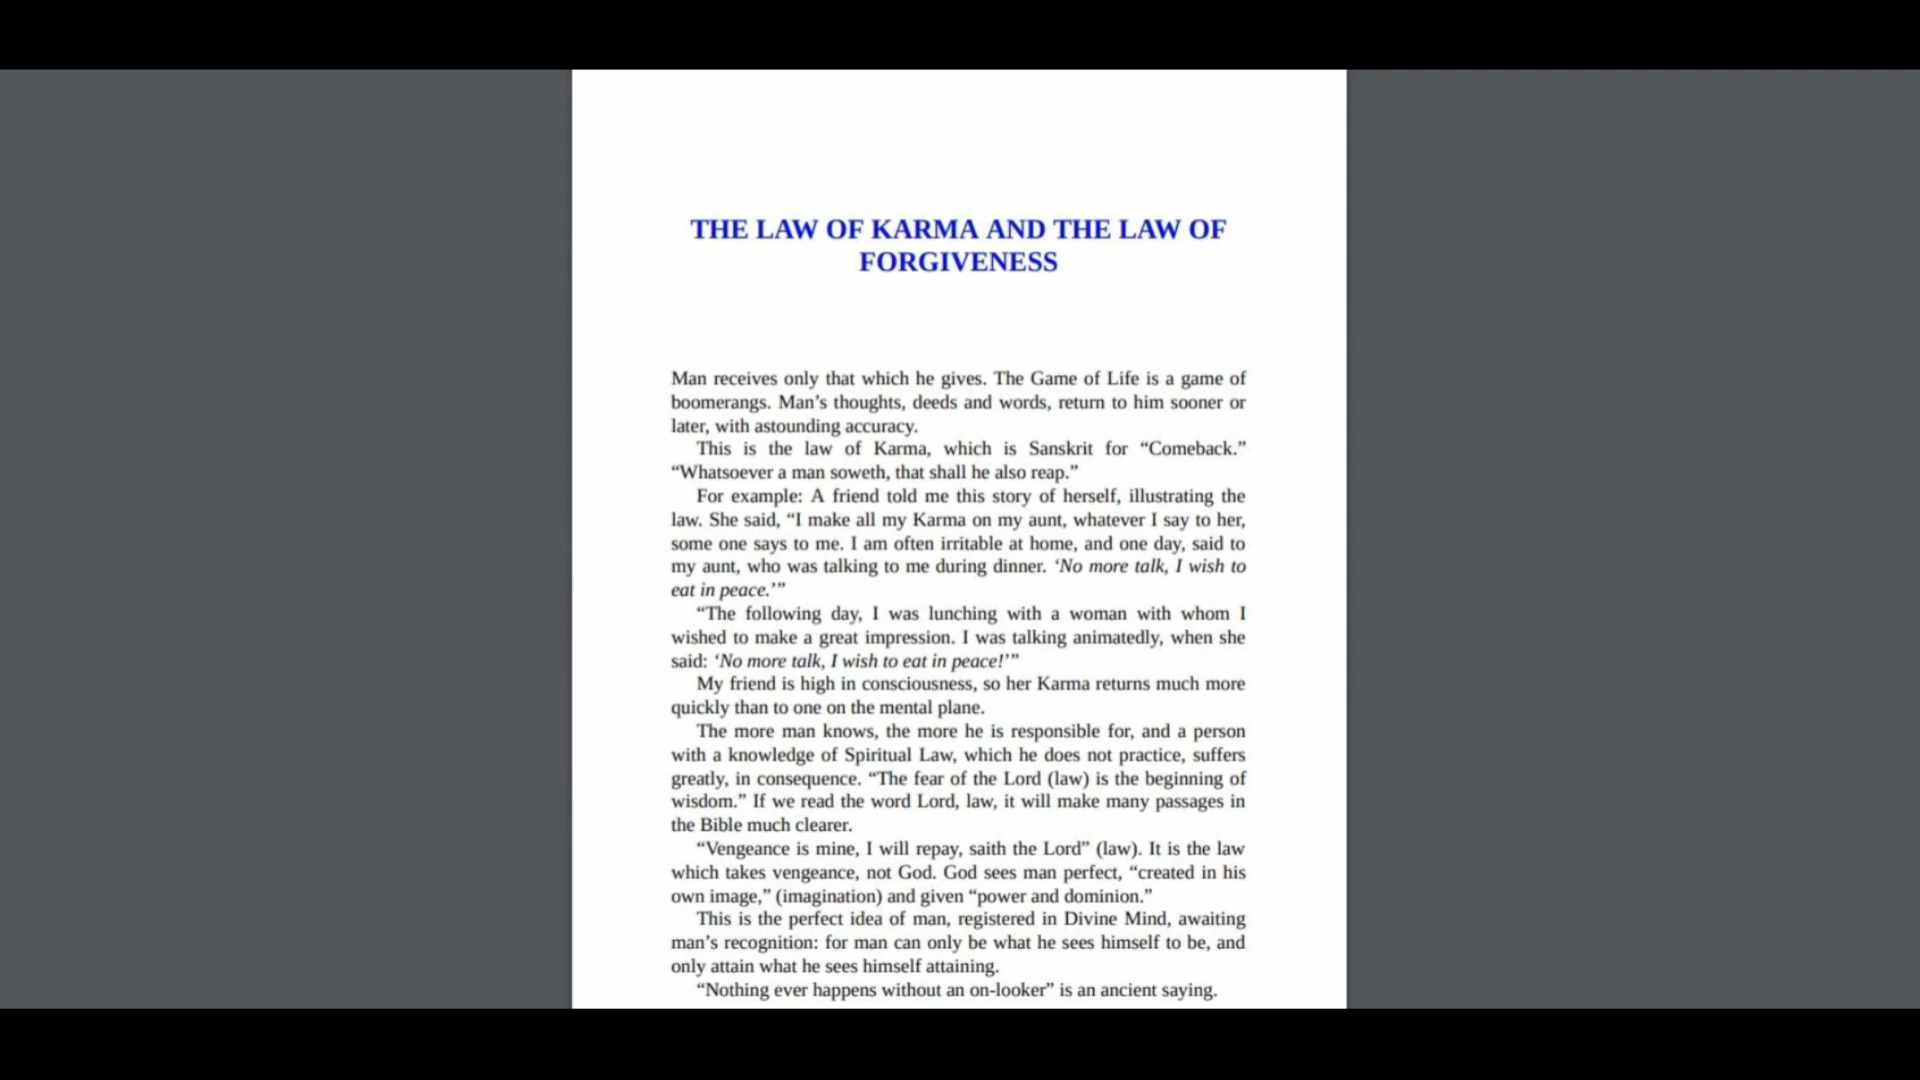 THE LAW OF KARMA AND THE LAW OF
FORGIVENESS
Man receives only that which he gives. The Game of Life is a game of
boomerangs. Man’s thoughts, deeds and words, return to him sooner or
later, with astounding accuracy.
This is the law of Karma, which is Sanskrit for “Comeback.”
“Whatsoever a man soweth, that shall he also reap.”
For example: A friend told me this story of herself, illustrating the
law. She said, “I make all my Karma on my aunt, whatever I say to her,
some one says to me. I am often irritable at home, and one day, said to
my aunt, who was talking to me during dinner. ‘No more talk, I wish to
eat in peace.’”
“The following day, I was lunching with a woman with whom I
wished to make a great impression. I was talking animatedly, when she
said: ‘No more talk, I wish to eat in peace!’”
My friend is high in consciousness, so her Karma returns much more
quickly than to one on the mental plane.
The more man knows, the more he is responsible for, and a person
with a knowledge of Spiritual Law, which he does not practice, suffers
greatly, in consequence. “The fear of the Lord (law) is the beginning of
wisdom.” If we read the word Lord, law, it will make many passages in
the Bible much clearer.
“Vengeance is mine, I will repay, saith the Lord” (law). It is the law
which takes vengeance, not God. God sees man perfect, “created in his
own image,” (imagination) and given “power and dominion.”
This is the perfect idea of man, registered in Divine Mind, awaiting
man’s recognition: for man can only be what he sees himself to be, and
only attain what he sees himself attaining.
“Nothing ever happens without an on-looker” is an ancient saying.